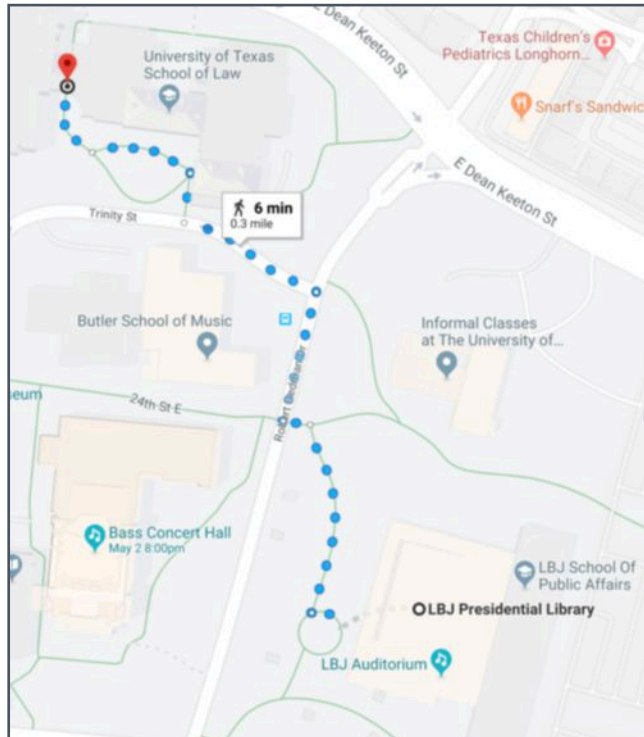 E Dean Keeton St
Texas Children's
Pediatrics Longhorn...
University of Texas
School of Law
Snarf's Sandwic
E Dean Keeton St
6 min
0.3 mile
Trinity St
Butler School of Music
Informal Classes
at The University of...
seum
24th St E
Bass Concert Hall
May 2 8:00pm
LBJ School Of
Public Affairs
LBJ Presidential Library
LBJ Auditorium